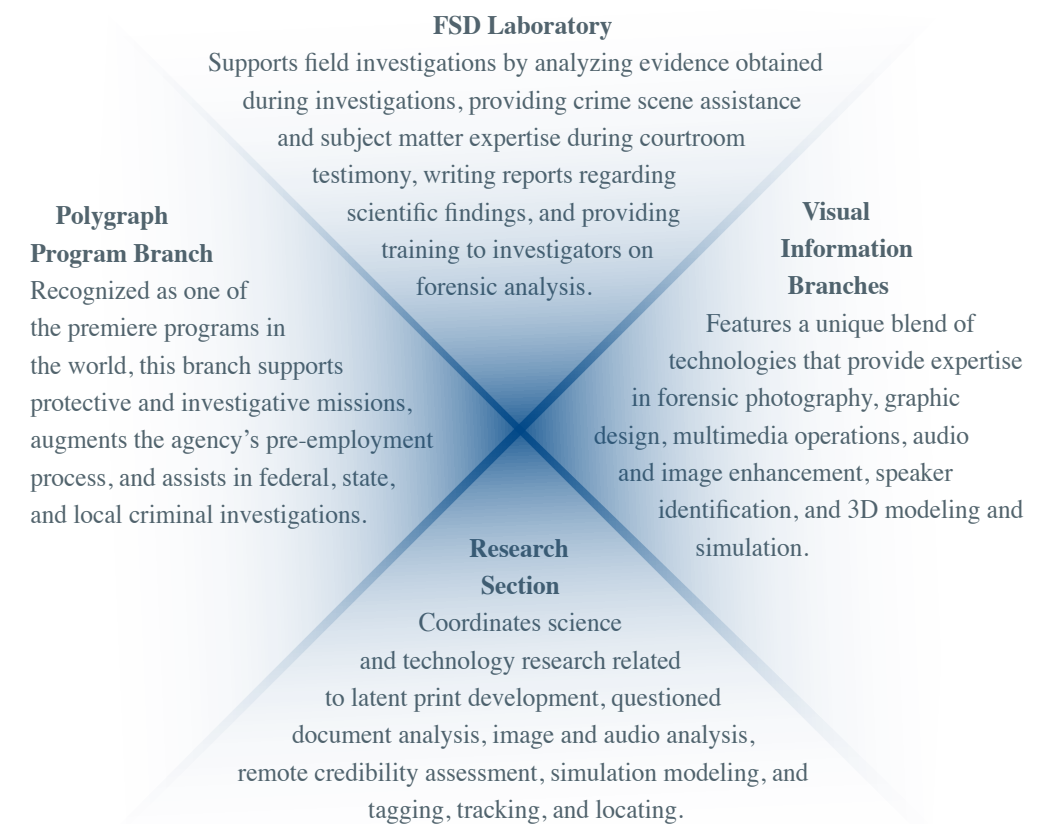 FSD Laboratory
Supports field investigations by analyzing evidence obtained
during investigations, providing crime scene assistance
and subject matter expertise during courtroom
testimony, writing reports regarding
scientific findings, and providing
training to investigators on
forensic analysis.
Polygraph
Program Branch
Recognized as one of
the premiere programs in
the world, this branch supports
protective and investigative missions,
augments the agency’s pre-employment
process, and assists in federal, state,
and local criminal investigations.
Visual
Information
Branches
Features a unique blend of
technologies that provide expertise
in forensic photography, graphic
design, multimedia operations, audio
and image enhancement, speaker
identification, and 3D modeling and
simulation.
Research
Section
Coordinates science
and technology research related
to latent print development, questioned
document analysis, image and audio analysis,
remote credibility assessment, simulation modeling, and
tagging, tracking, and locating.